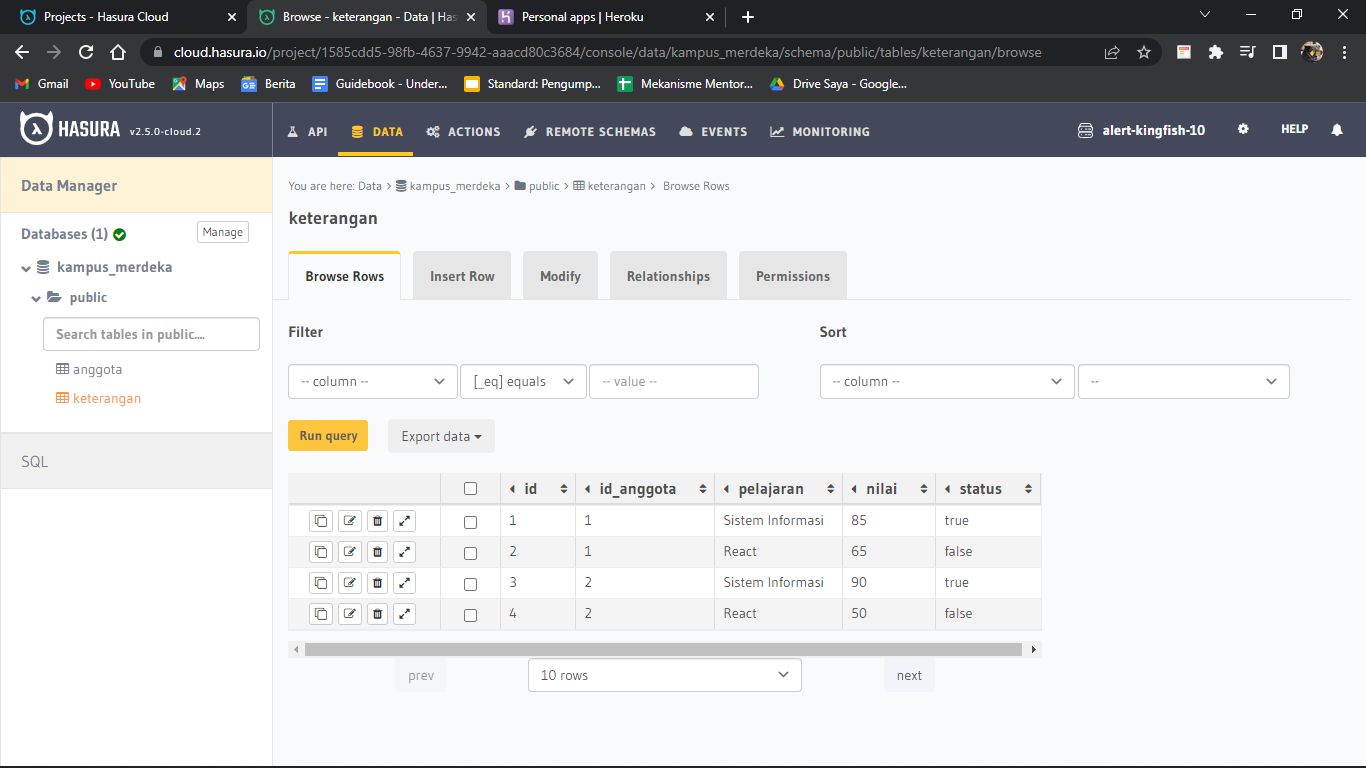 Projects - Hasura Cloud
Browse - keterangan - Data | Has
Personal apps | Heroku
cloud.hasura.io/project/1585cdd5-98fb-4637-9942-aaacd80c3684/console/data/kampus_merdeka/schema/public/tables/keterangan/browse
Gmail YouTube Maps Berita Guidebook - Under... Standard: Pengump... Mekanisme Mentor... Drive Saya - Google...
HASURA v2.5.0-cloud.2 API DATA ACTIONS REMOTE SCHEMAS EVENTS MONITORING alert-kingfish-10 HELP
Data Manager
Databases (1) Manage
kampus_merdeka
public
Search tables in public....
anggota
keterangan
SQL
You are here: Data > kampus_merdeka > public > keterangan > Browse Rows
keterangan
Browse Rows Insert Row Modify Relationships Permissions
Filter Sort
-- column -- [_eq] equals -- value -- -- column -- --
Run query Export data
id id_anggota pelajaran nilai status
1 1 Sistem Informasi 85 true
2 1 React 65 false
3 2 Sistem Informasi 90 true
4 2 React 50 false
prev 10 rows next